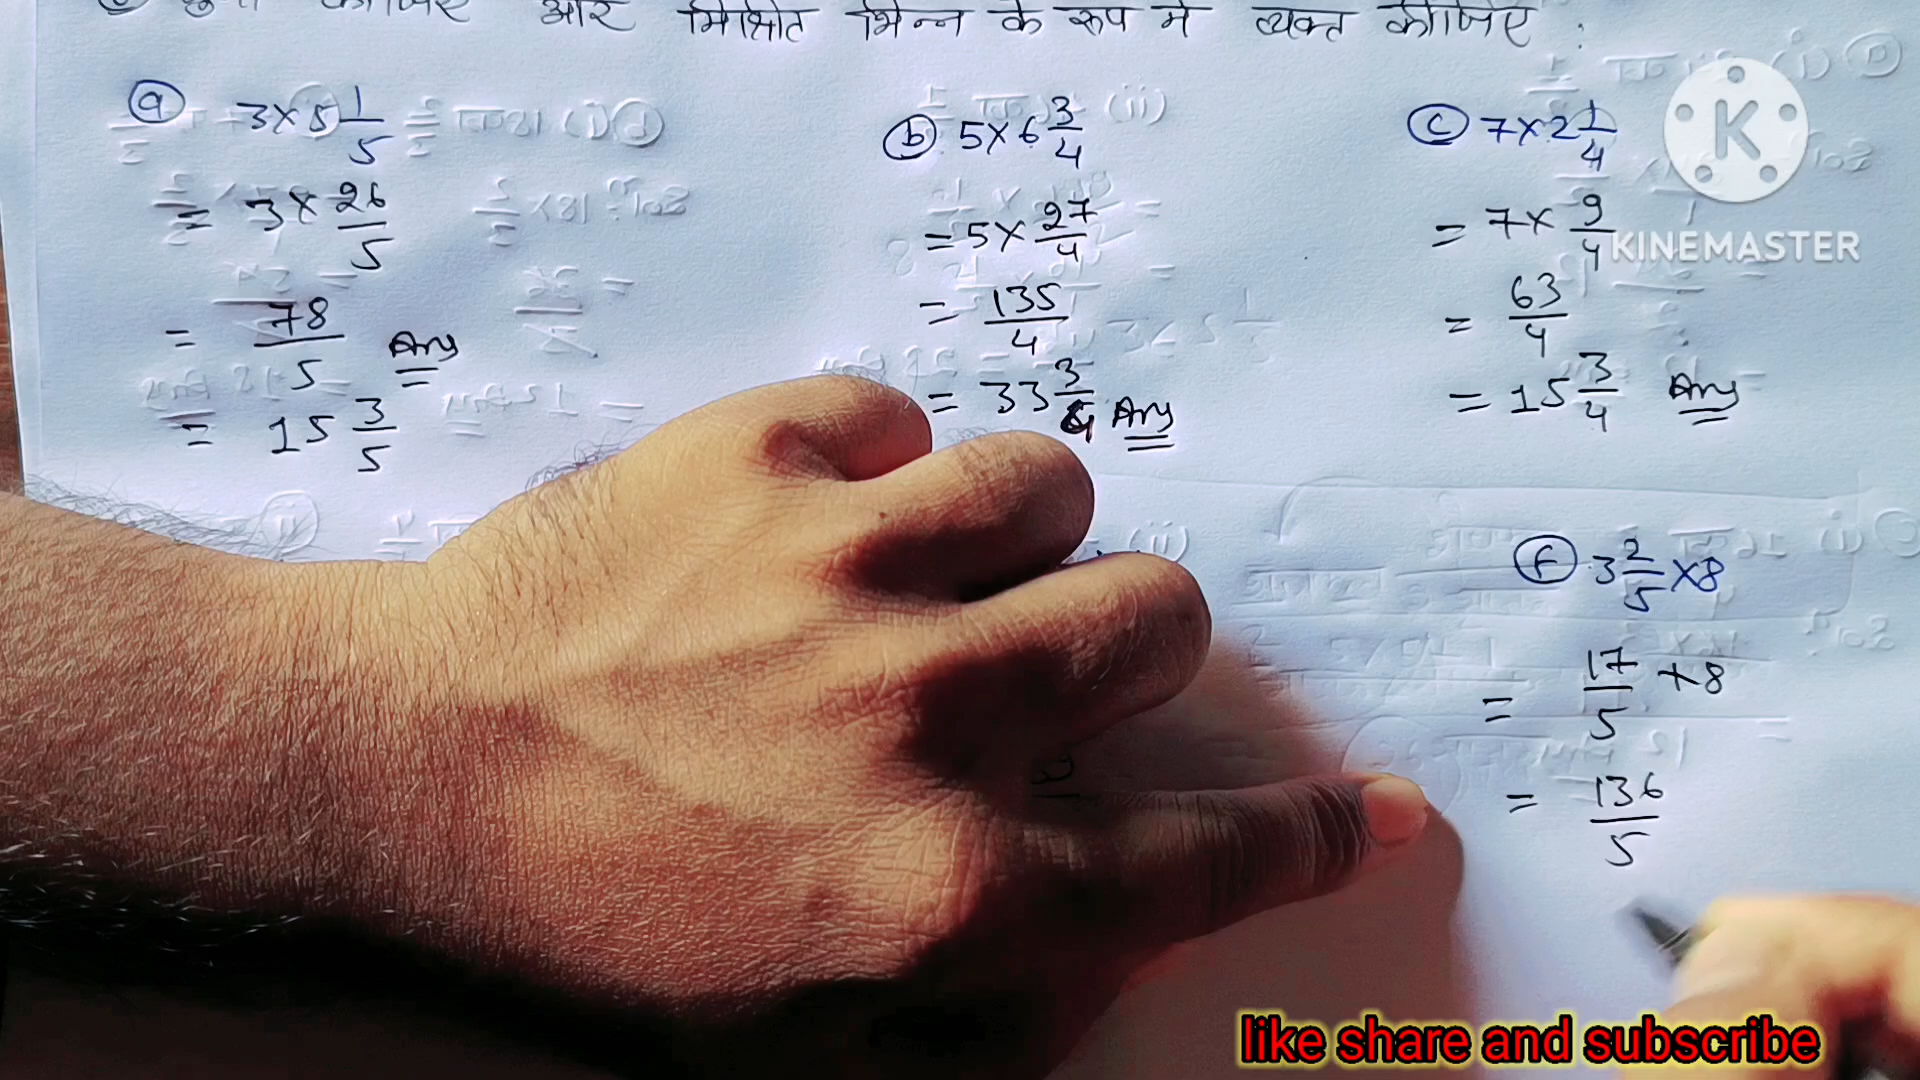 कीजिए और मिश्रित भिन्न के रूप में व्यक्त कीजिए :
(a) 3×5 1/5
= 3×26/5
= 78/5 Ans
= 15 3/5
(b) 5×6 3/4
= 5×27/4
= 135/4
= 33 3/4 Ans
(c) 7×2 1/4
= 7×9/4
= 63/4
= 15 3/4 Ans
(f) 3 2/5 ×8
= 17/5 ×8
= 136/5
K
KINEMASTER
like share and subscribe